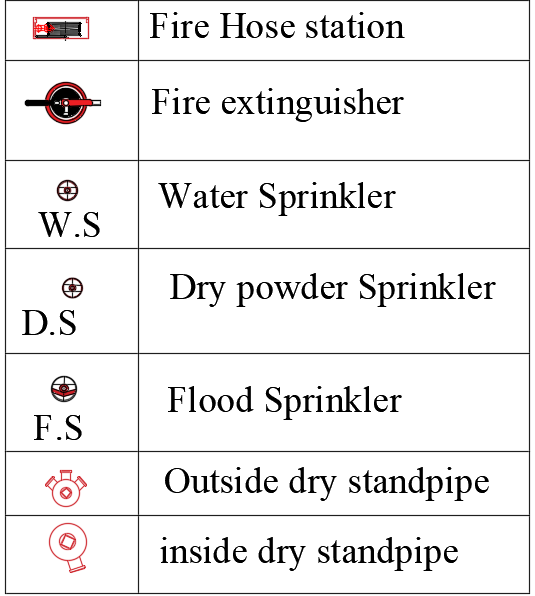 Fire Hose station
Fire extinguisher
W.S
Water Sprinkler
D.S
Dry powder Sprinkler
F.S
Flood Sprinkler
Outside dry standpipe
inside dry standpipe